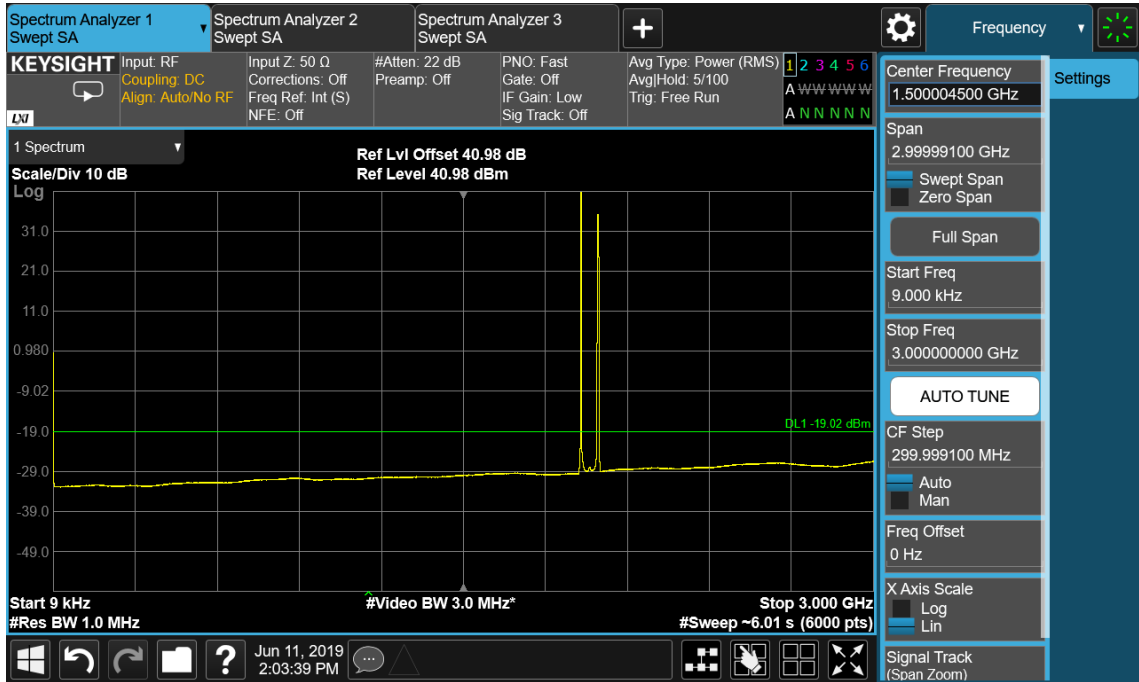 Spectrum Analyzer 1
Swept SA
Spectrum Analyzer 2
Swept SA
Spectrum Analyzer 3
Swept SA
+
Frequency
KEYSIGHT
LXI
Input: RF
Coupling: DC
Align: Auto/No RF
Input Z: 50 Ω
Corrections: Off
Freq Ref: Int (S)
NFE: Off
#Atten: 22 dB
Preamp: Off
PNO: Fast
Gate: Off
IF Gain: Low
Sig Track: Off
Avg Type: Power (RMS)
Avg|Hold: 5/100
Trig: Free Run
1 2 3 4 5 6
A W W W W W
A N N N N N
1 Spectrum
Scale/Div 10 dB
Ref Lvl Offset 40.98 dB
Ref Level 40.98 dBm
Log
31.0
21.0
11.0
0.980
-9.02
-19.0
-29.0
-39.0
-49.0
DL1 -19.02 dBm
Start 9 kHz
#Res BW 1.0 MHz
#Video BW 3.0 MHz*
Stop 3.000 GHz
#Sweep ~6.01 s (6000 pts)
Center Frequency
1.500004500 GHz
Span
2.99999100 GHz
Swept Span
Zero Span
Full Span
Start Freq
9.000 kHz
Stop Freq
3.000000000 GHz
AUTO TUNE
CF Step
299.999100 MHz
Auto
Man
Freq Offset
0 Hz
X Axis Scale
Log
Lin
Signal Track
(Span Zoom)
Settings
?
Jun 11, 2019
2:03:39 PM